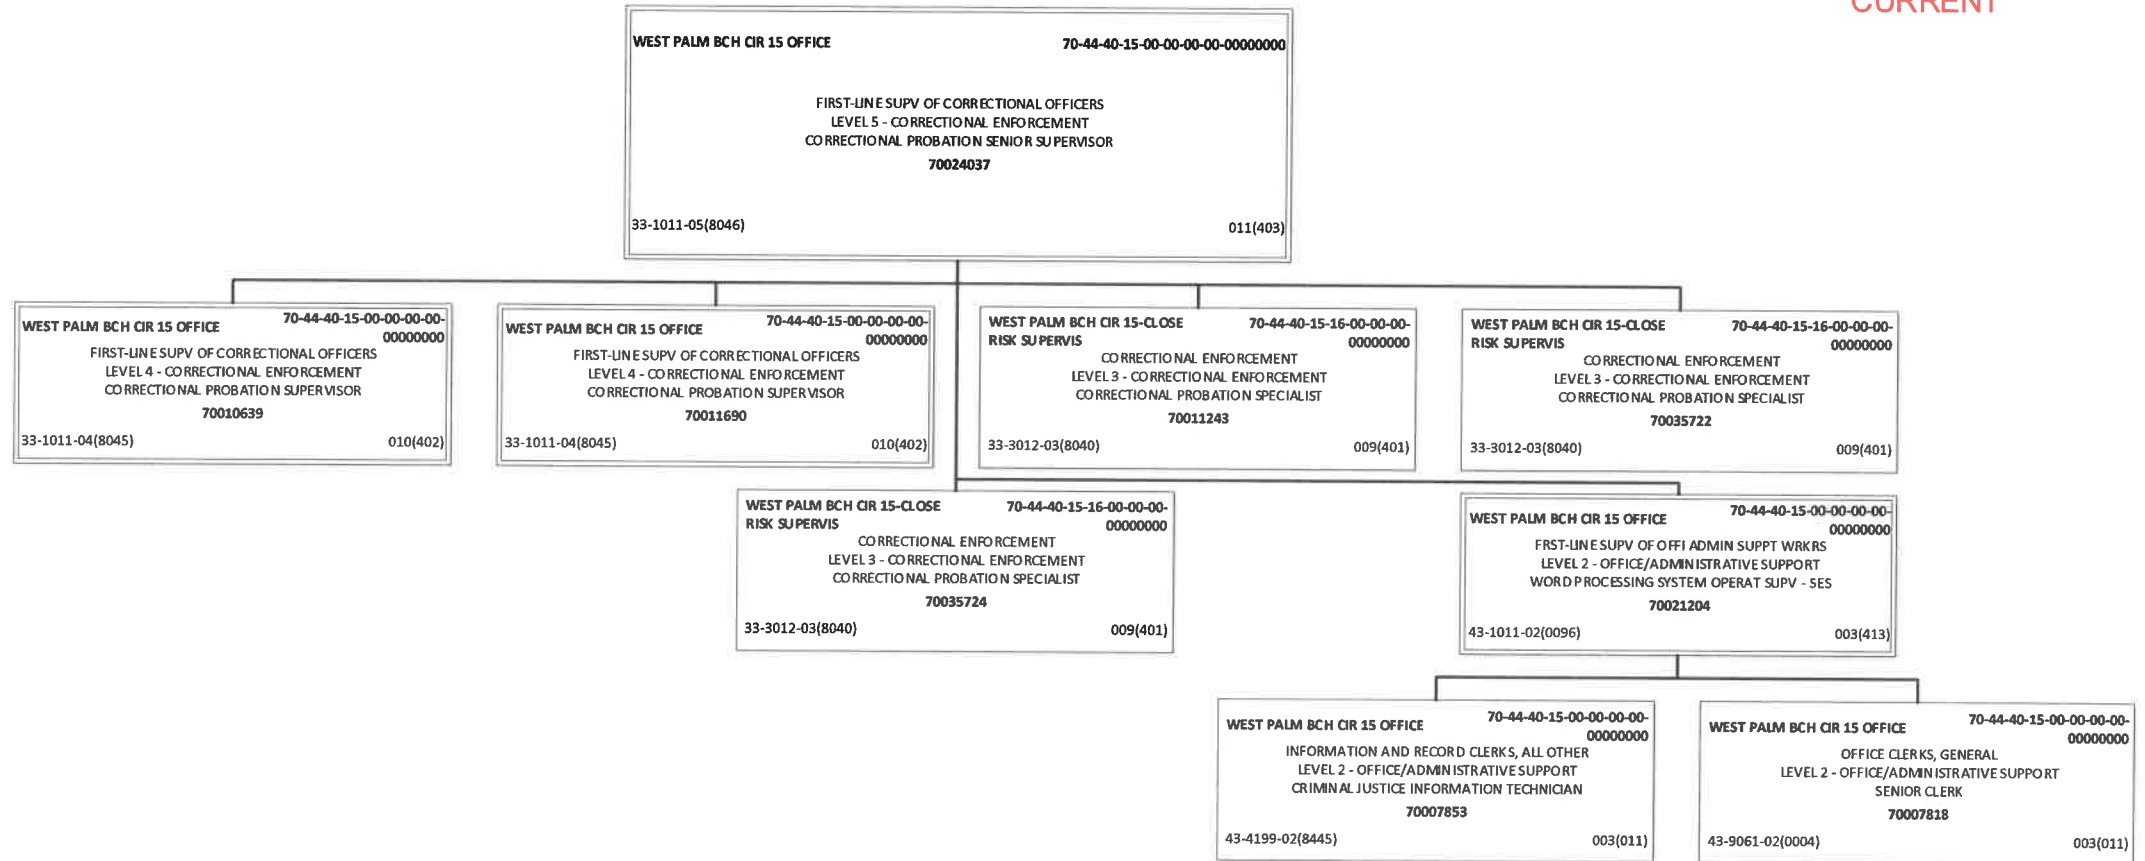 CURRENT
WEST PALM BCH CIR 15 OFFICE 70-44-40-15-00-00-00-00-00000000
FIRST-LINE SUPV OF CORRECTIONAL OFFICERS
LEVEL 5 - CORRECTIONAL ENFORCEMENT
CORRECTIONAL PROBATION SENIOR SUPERVISOR
70024037
33-1011-05(8046) 011(403)
WEST PALM BCH CIR 15 OFFICE 70-44-40-15-00-00-00-00-
00000000
FIRST-LINE SUPV OF CORRECTIONAL OFFICERS
LEVEL 4 - CORRECTIONAL ENFORCEMENT
CORRECTIONAL PROBATION SUPERVISOR
70010639
33-1011-04(8045) 010(402)
WEST PALM BCH CIR 15 OFFICE 70-44-40-15-00-00-00-00-
00000000
FIRST-LINE SUPV OF CORRECTIONAL OFFICERS
LEVEL 4 - CORRECTIONAL ENFORCEMENT
CORRECTIONAL PROBATION SUPERVISOR
70011690
33-1011-04(8045) 010(402)
WEST PALM BCH CIR 15-CLOSE 70-44-40-15-16-00-00-00-
RISK SUPERVIS 00000000
CORRECTIONAL ENFORCEMENT
LEVEL 3 - CORRECTIONAL ENFORCEMENT
CORRECTIONAL PROBATION SPECIALIST
70011243
33-3012-03(8040) 009(401)
WEST PALM BCH CIR 15-CLOSE 70-44-40-15-16-00-00-00-
RISK SUPERVIS 00000000
CORRECTIONAL ENFORCEMENT
LEVEL 3 - CORRECTIONAL ENFORCEMENT
CORRECTIONAL PROBATION SPECIALIST
70035722
33-3012-03(8040) 009(401)
WEST PALM BCH CIR 15-CLOSE 70-44-40-15-16-00-00-00-
RISK SUPERVIS 00000000
CORRECTIONAL ENFORCEMENT
LEVEL 3 - CORRECTIONAL ENFORCEMENT
CORRECTIONAL PROBATION SPECIALIST
70035724
33-3012-03(8040) 009(401)
WEST PALM BCH CIR 15 OFFICE 70-44-40-15-00-00-00-00-
00000000
FRST-LINE SUPV OF OFFI ADMIN SUPPT WRKRS
LEVEL 2 - OFFICE/ADMINISTRATIVE SUPPORT
WORD PROCESSING SYSTEM OPERAT SUPV - SES
70021204
43-1011-02(0096) 003(413)
WEST PALM BCH CIR 15 OFFICE 70-44-40-15-00-00-00-00-
00000000
INFORMATION AND RECORD CLERKS, ALL OTHER
LEVEL 2 - OFFICE/ADMINISTRATIVE SUPPORT
CRIMINAL JUSTICE INFORMATION TECHNICIAN
70007853
43-4199-02(8445) 003(011)
WEST PALM BCH CIR 15 OFFICE 70-44-40-15-00-00-00-00-
00000000
OFFICE CLERKS, GENERAL
LEVEL 2 - OFFICE/ADMINISTRATIVE SUPPORT
SENIOR CLERK
70007818
43-9061-02(0004) 003(011)